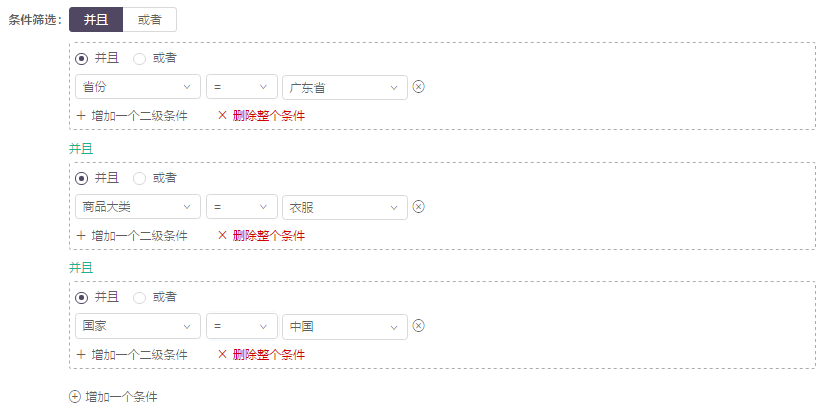 条件筛选: 并且 或者
并且 或者
省份 = 广东省
+ 增加一个二级条件 × 删除整个条件
并且
并且 或者
商品大类 = 衣服
+ 增加一个二级条件 × 删除整个条件
并且
并且 或者
国家 = 中国
+ 增加一个二级条件 × 删除整个条件
增加一个条件